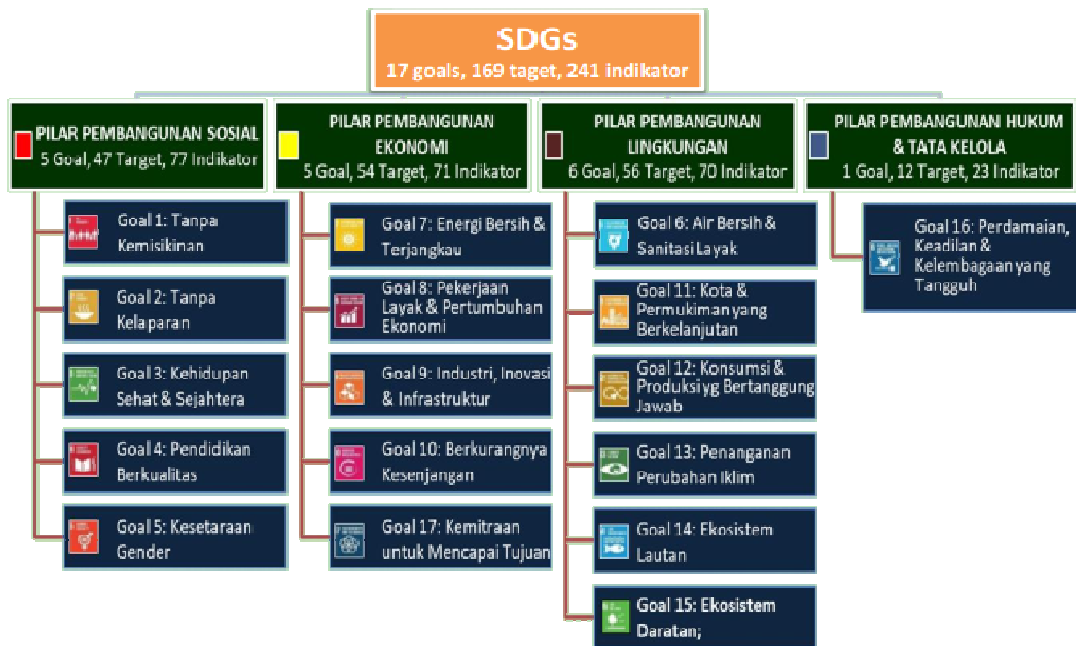 SDGs
17 goals, 169 taget, 241 indikator
PILAR PEMBANGUNAN SOSIAL
5 Goal, 47 Target, 77 Indikator
Goal 1: Tanpa
Kemisikinan
Goal 2: Tanpa
Kelaparan
Goal 3: Kehidupan
Sehat & Sejahtera
Goal 4: Pendidikan
Berkualitas
Goal 5: Kesetaraan
Gender
PILAR PEMBANGUNAN
EKONOMI
5 Goal, 54 Target, 71 Indikator
Goal 7: Energi Bersih &
Terjangkau
Goal 8: Pekerjaan
Layak & Pertumbuhan
Ekonomi
Goal 9: Industri, Inovasi
& Infrastruktur
Goal 10: Berkurangnya
Kesenjangan
Goal 17: Kemitraan
untuk Mencapai Tujuan
PILAR PEMBANGUNAN
LINGKUNGAN
6 Goal, 56 Target, 70 Indikator
Goal 6: Air Bersih &
Sanitasi Layak
Goal 11: Kota &
Permukiman yang
Berkelanjutan
Goal 12: Konsumsi &
Produksi yg Bertanggung
Jawab
Goal 13: Penanganan
Perubahan Iklim
Goal 14: Ekosistem
Lautan
Goal 15: Ekosistem
Daratan;
PILAR PEMBANGUNAN HUKUM
& TATA KELOLA
1 Goal, 12 Target, 23 Indikator
Goal 16: Perdamaian,
Keadilan &
Kelembagaan yang
Tangguh